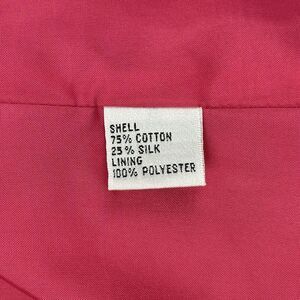 SHELL
75% COTTON
25% SILK
LINING
100% POLYESTER